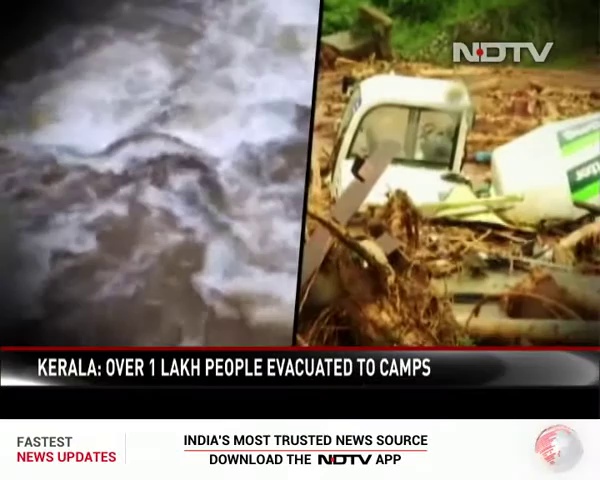 NDTV
KERALA: OVER 1 LAKH PEOPLE EVACUATED TO CAMPS
FASTEST
NEWS UPDATES
INDIA'S MOST TRUSTED NEWS SOURCE
DOWNLOAD THE NDTV APP